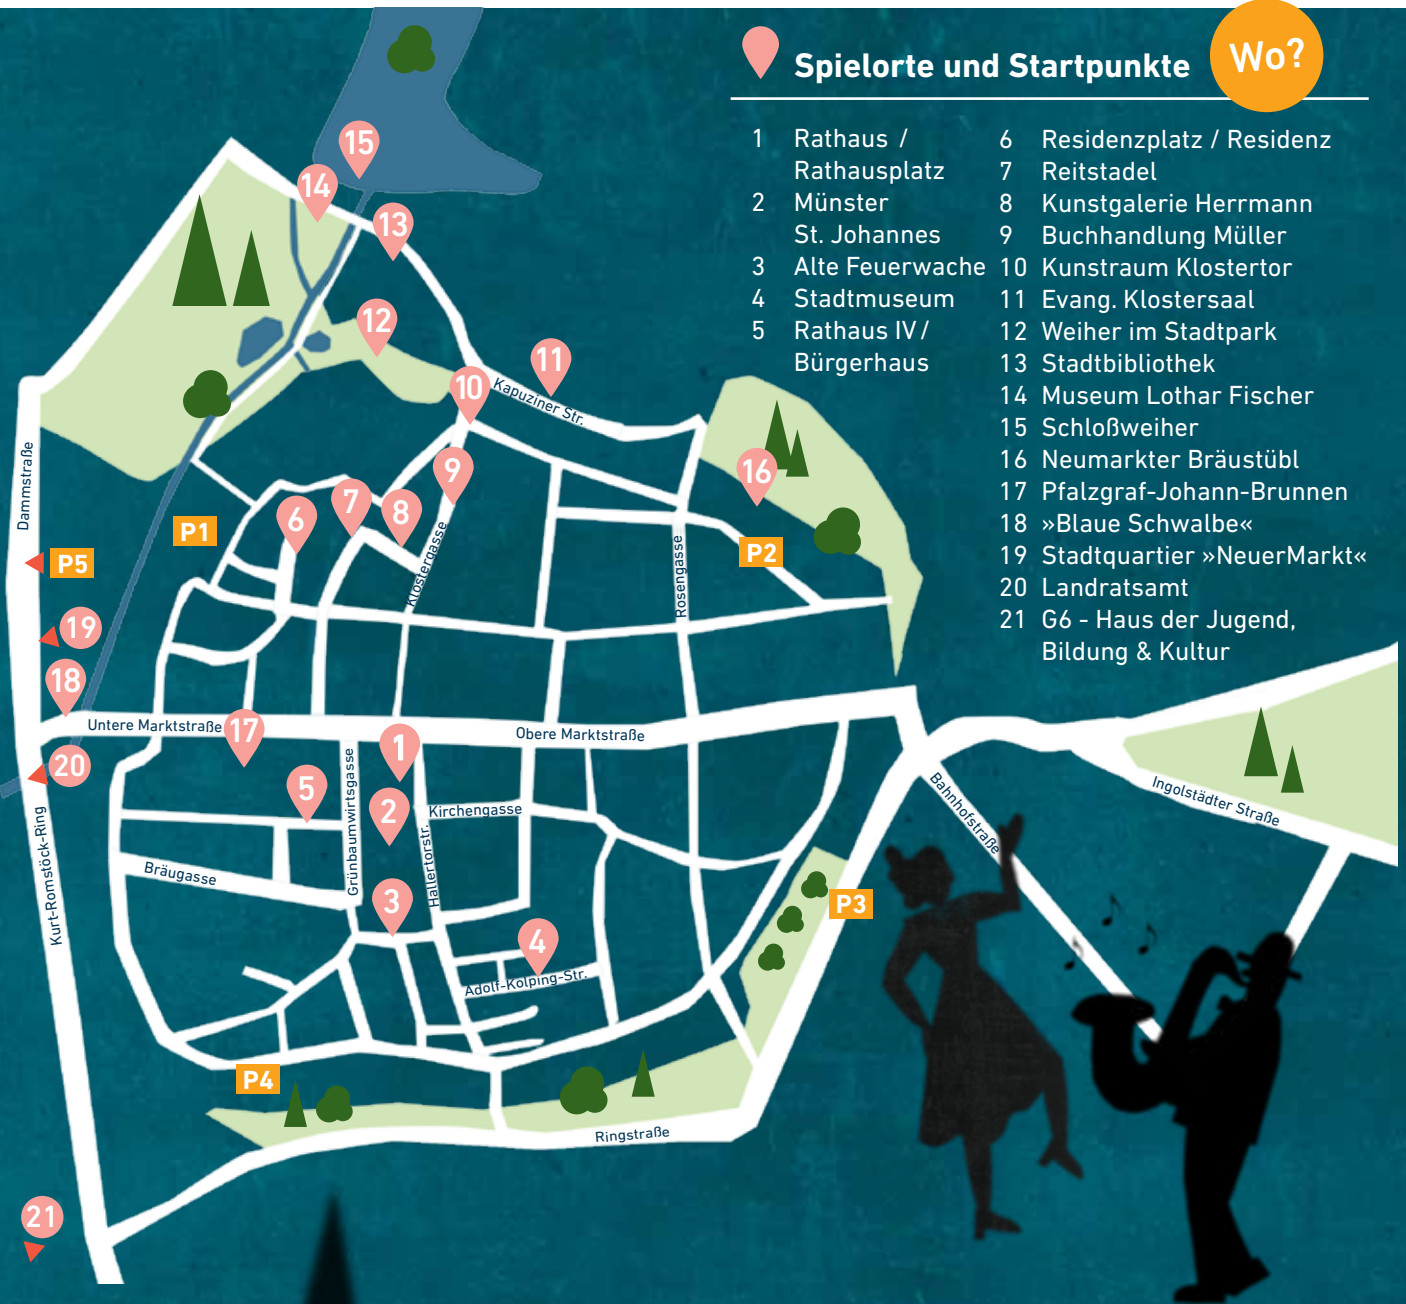 Spielorte und Startpunkte
Wo?
1 Rathaus /
Rathausplatz
2 Münster
St. Johannes
3 Alte Feuerwache
4 Stadtmuseum
5 Rathaus IV /
Bürgerhaus
6 Residenzplatz / Residenz
7 Reitstadel
8 Kunstgalerie Herrmann
9 Buchhandlung Müller
10 Kunstraum Klostertor
11 Evang. Klostersaal
12 Weiher im Stadtpark
13 Stadtbibliothek
14 Museum Lothar Fischer
15 Schloßweiher
16 Neumarkter Bräustübl
17 Pfalzgraf-Johann-Brunnen
18 »Blaue Schwalbe«
19 Stadtquartier »NeuerMarkt«
20 Landratsamt
21 G6 - Haus der Jugend,
Bildung & Kultur
15
14
13
12
11
10
Kapuziner Str.
9
16
7
8
6
Dammstraße
P1
P2
P5
Klostergasse
Rosengasse
19
18
Untere Marktstraße
17
1
Obere Marktstraße
20
5
2
Grünbaumwirtsgasse
Kirchengasse
Hallertorstr.
Bahnhofstraße
Ingolstädter Straße
Kurt-Romstöck-Ring
Bräugasse
3
P3
4
Adolf-Kolping-Str.
P4
Ringstraße
21